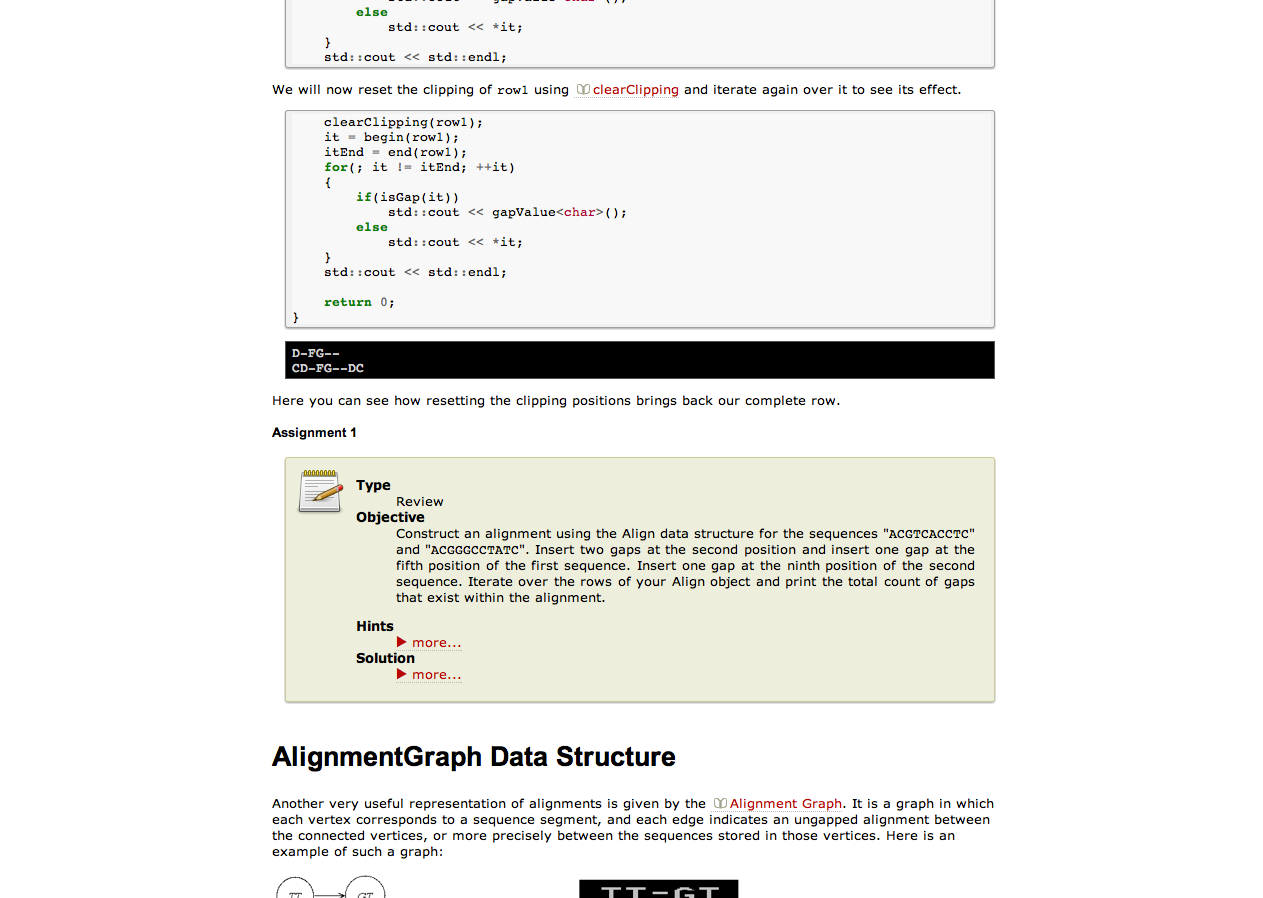 else
std::cout << *it;
}
std::cout << std::endl;
We will now reset the clipping of row1 using clearClipping and iterate again over it to see its effect.
clearClipping(row1);
it = begin(row1);
itEnd = end(row1);
for(; it != itEnd; ++it)
{
if(isGap(it))
std::cout << gapValue<char>();
else
std::cout << *it;
}
std::cout << std::endl;
return 0;
}
D-FG--
CD-FG--DC
Here you can see how resetting the clipping positions brings back our complete row.
Assignment 1
Type
Review
Objective
Construct an alignment using the Align data structure for the sequences "ACGTCACCTC"
and "ACGGGCCTATC". Insert two gaps at the second position and insert one gap at the
fifth position of the first sequence. Insert one gap at the ninth position of the second
sequence. Iterate over the rows of your Align object and print the total count of gaps
that exist within the alignment.
Hints
more...
Solution
more...
AlignmentGraph Data Structure
Another very useful representation of alignments is given by the Alignment Graph. It is a graph in which
each vertex corresponds to a sequence segment, and each edge indicates an ungapped alignment between
the connected vertices, or more precisely between the sequences stored in those vertices. Here is an
example of such a graph: